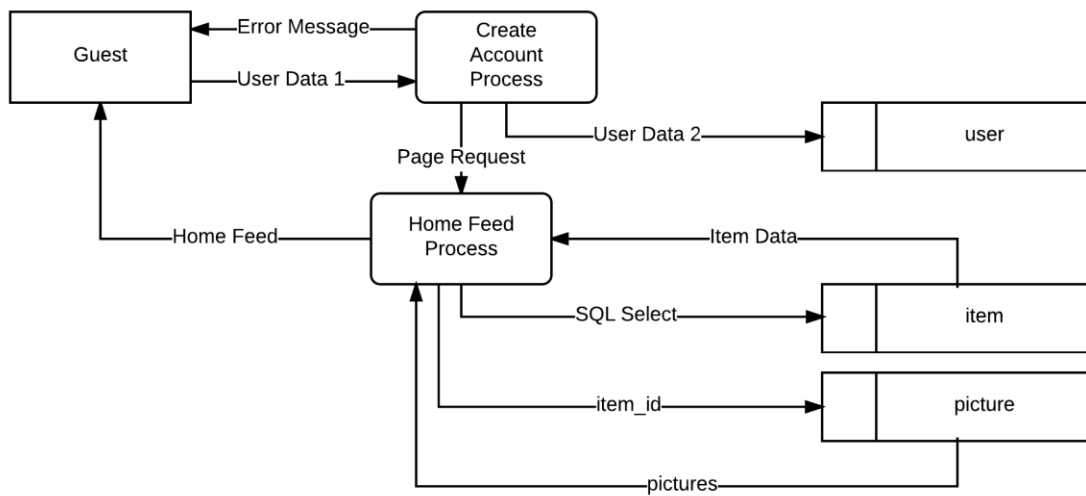 Error Message
Create
Account
Process
Guest
User Data 1
User Data 2
user
Page Request
Home Feed
Home Feed
Process
Item Data
SQL Select
item
item_id
picture
pictures